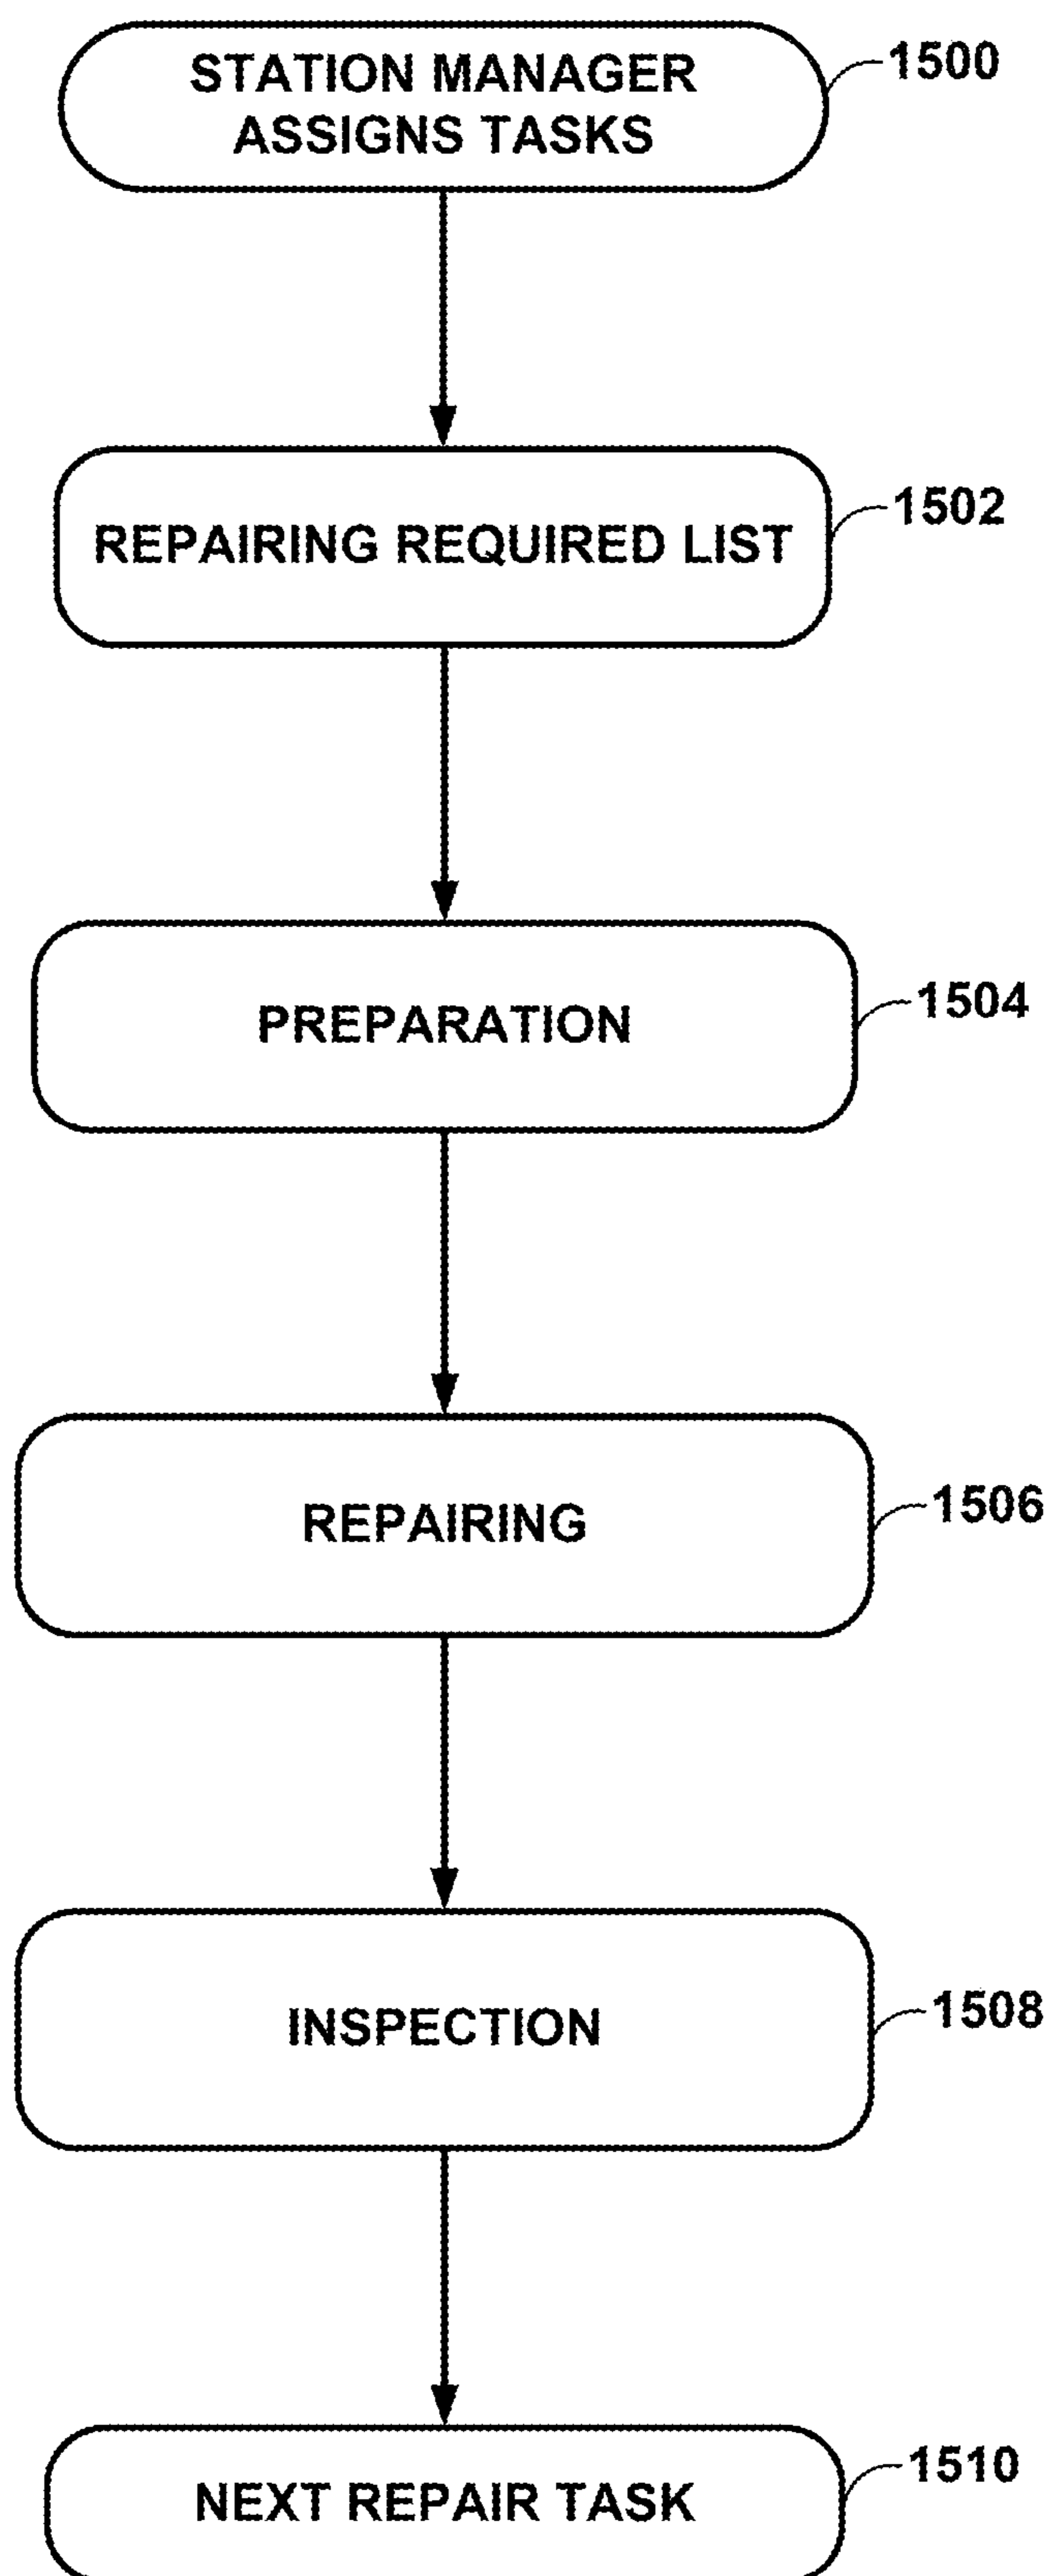 STATION MANAGER
ASSIGNS TASKS
1500
REPAIRING REQUIRED LIST
1502
PREPARATION
1504
REPAIRING
1506
INSPECTION
1508
NEXT REPAIR TASK
1510